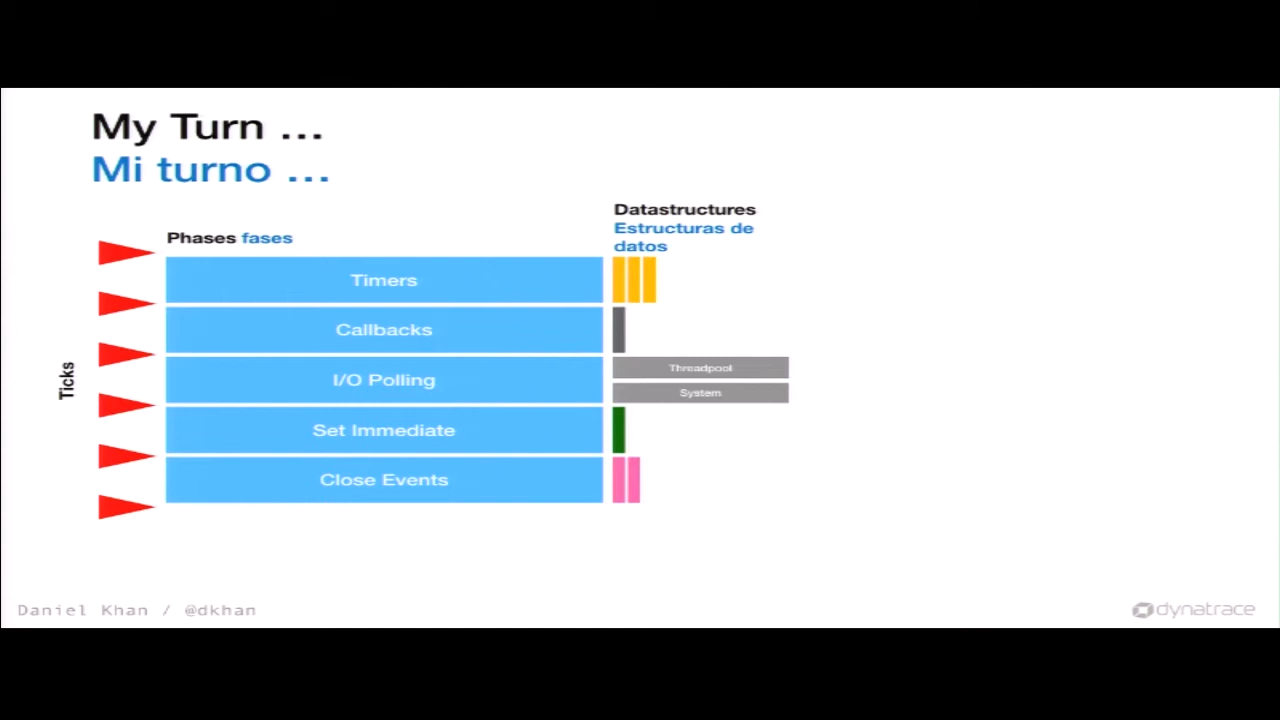 My Turn ...
Mi turno ...
Datastructures
Estructuras de
datos
Phases fases
Timers
Callbacks
I/O Polling
Threadpool
System
Set Immediate
Close Events
Ticks
Daniel Khan / @dkhan
dynatrace